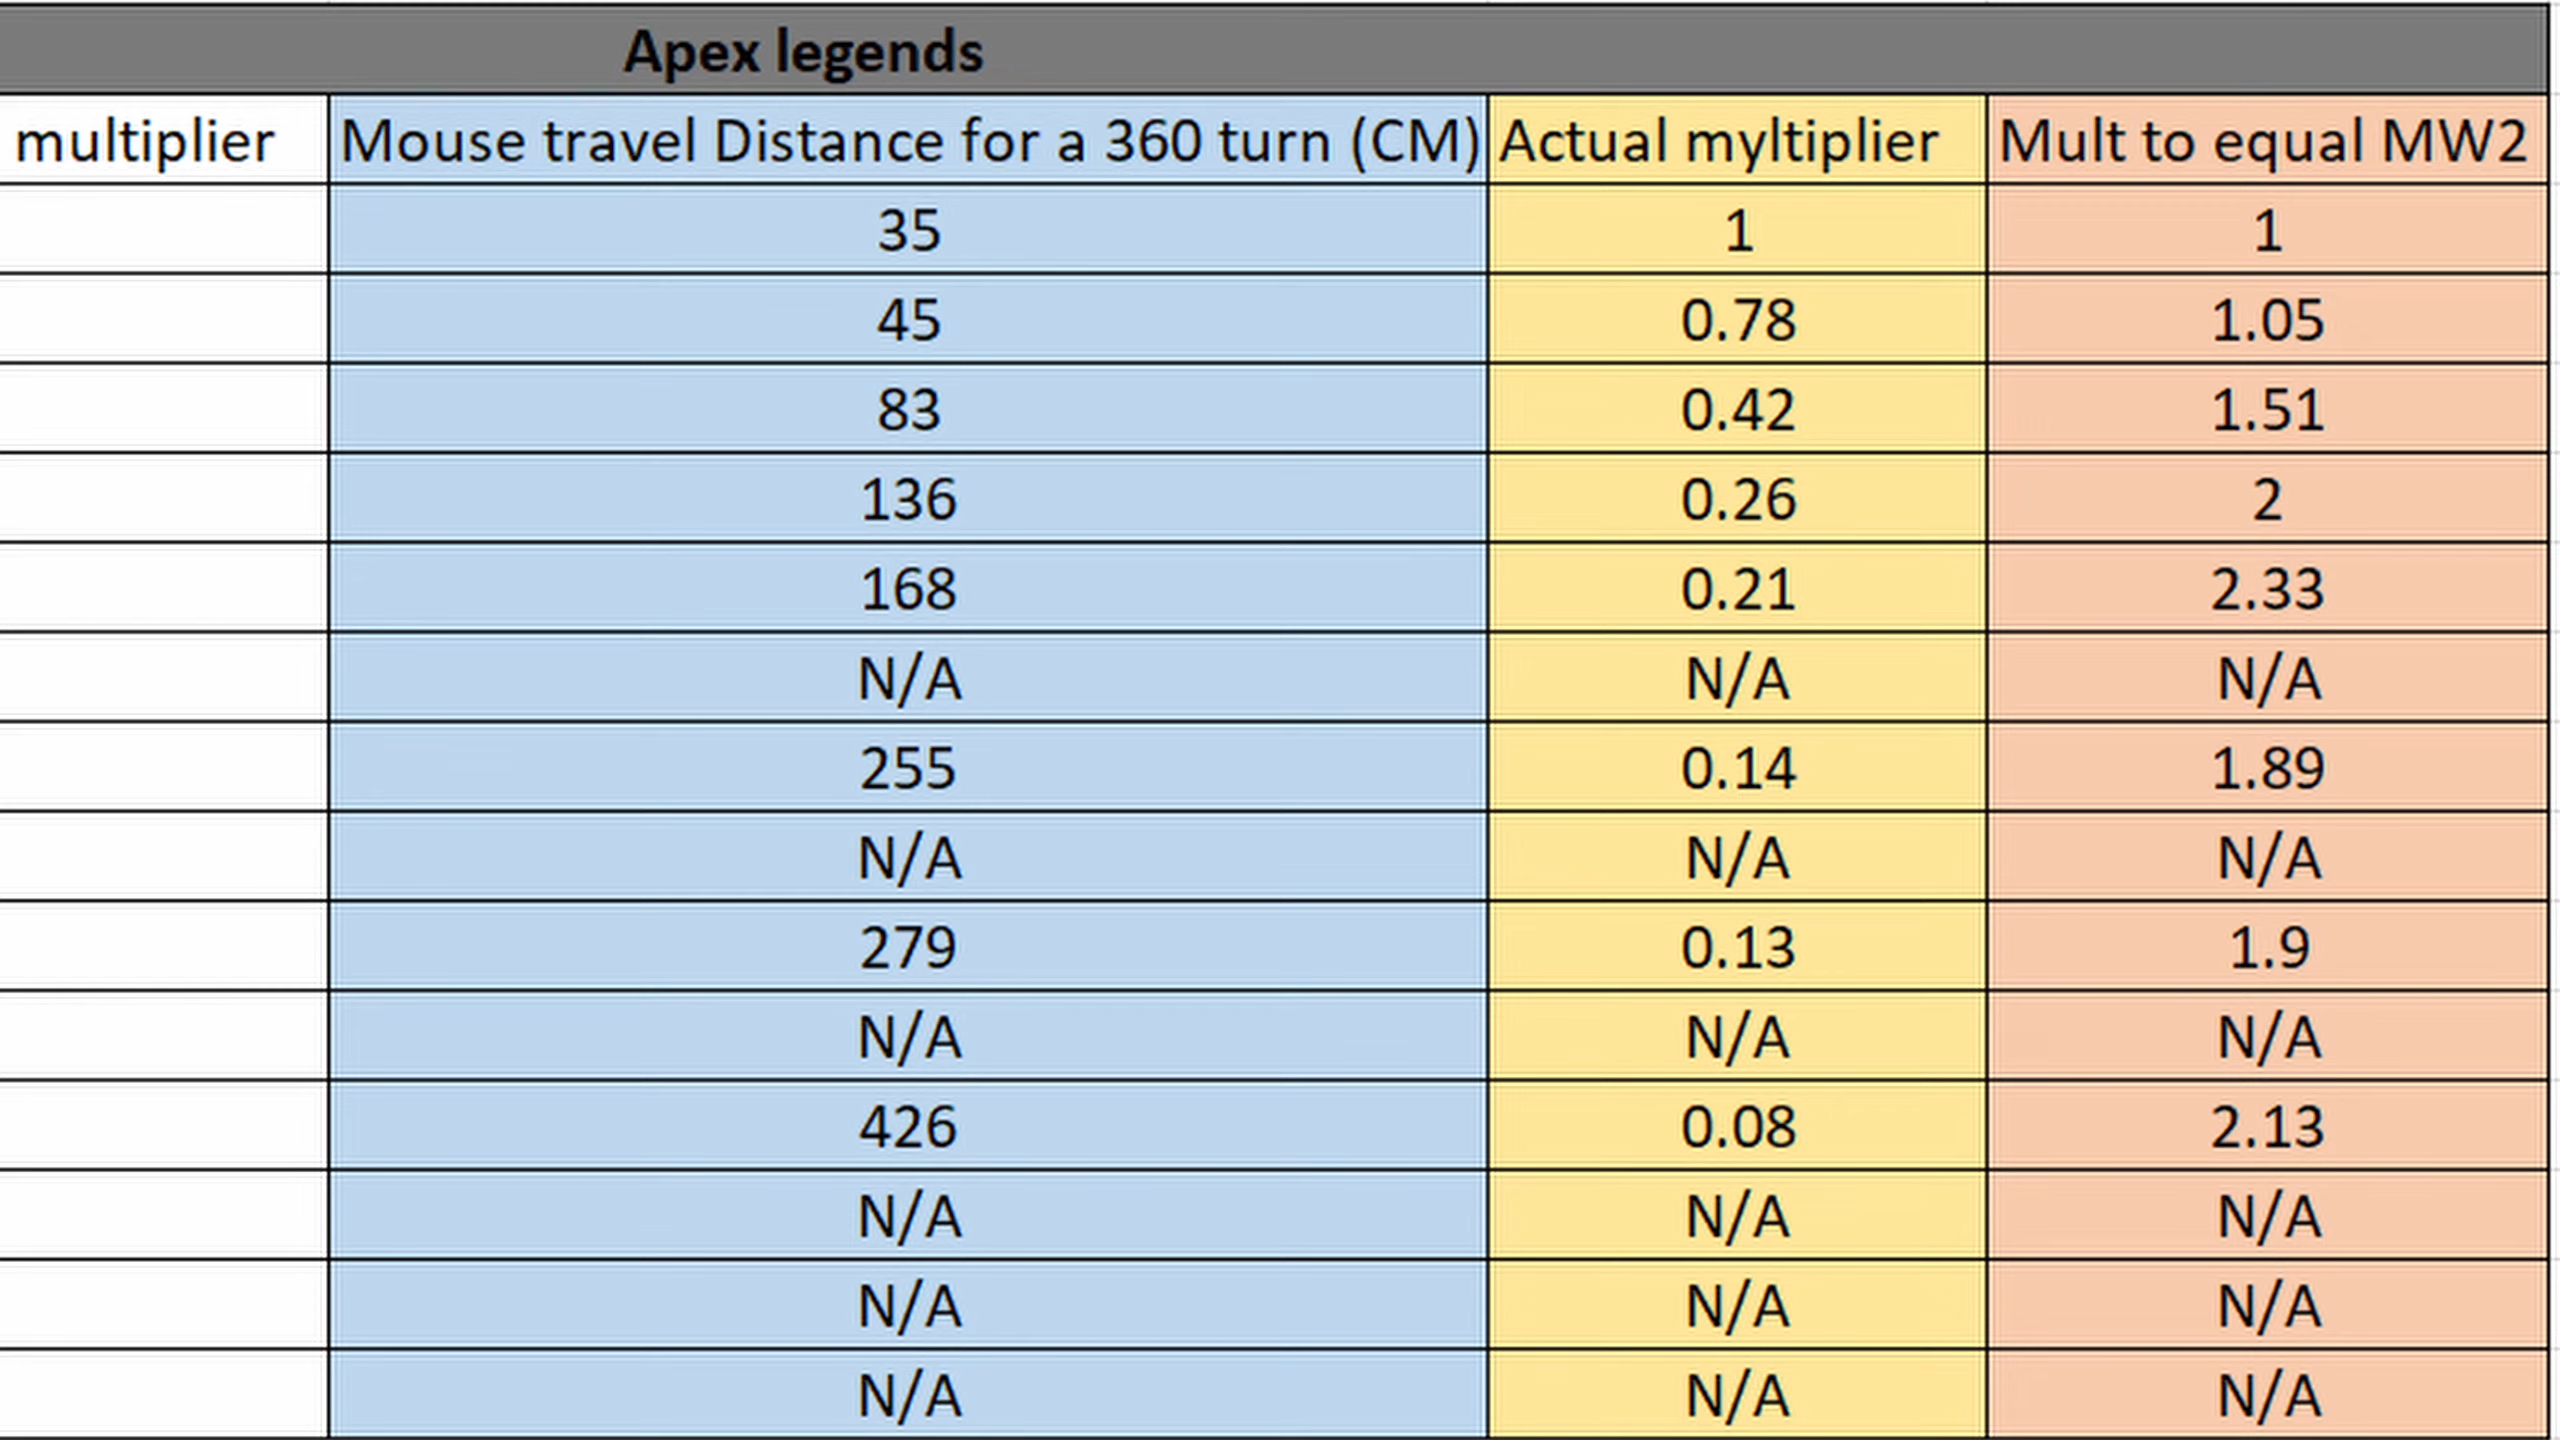 Apex legends
multiplier Mouse travel Distance for a 360 turn (CM) Actual myltiplier Mult to equal MW2
35 1 1
45 0.78 1.05
83 0.42 1.51
136 0.26 2
168 0.21 2.33
N/A N/A N/A
255 0.14 1.89
N/A N/A N/A
279 0.13 1.9
N/A N/A N/A
426 0.08 2.13
N/A N/A N/A
N/A N/A N/A
N/A N/A N/A